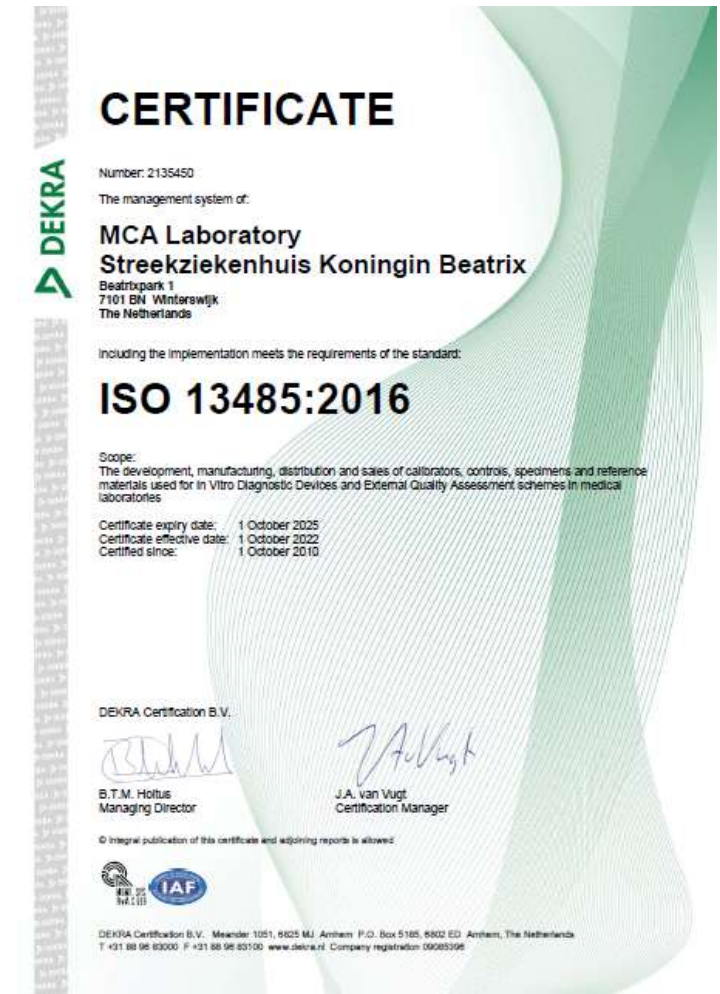 DEKRA
CERTIFICATE
Number: 2135450
The management system of:
MCA Laboratory
Streekziekenhuis Koningin Beatrix
Beatrixpark 1
7101 BN Winterswijk
The Netherlands
including the implementation meets the requirements of the standard:
ISO 13485:2016
Scope:
The development, manufacturing, distribution and sales of calibrators, controls, specimens and reference
materials used for In Vitro Diagnostic Devices and External Quality Assessment schemes in medical
laboratories
Certificate expiry date: 1 October 2025
Certificate effective date: 1 October 2022
Certified since: 1 October 2010
DEKRA Certification B.V.
B.T.M. Holtus
Managing Director
J.A. van Vugt
Certification Manager
© Integral publication of this certificate and adjoining reports is allowed
IAF
DEKRA Certification B.V. Meander 1051, 6825 MJ Arnhem P.O. Box 5185, 6802 ED Arnhem, The Netherlands
T +31 88 96 83000 F +31 88 96 83100 www.dekra.nl Company registration 09085396